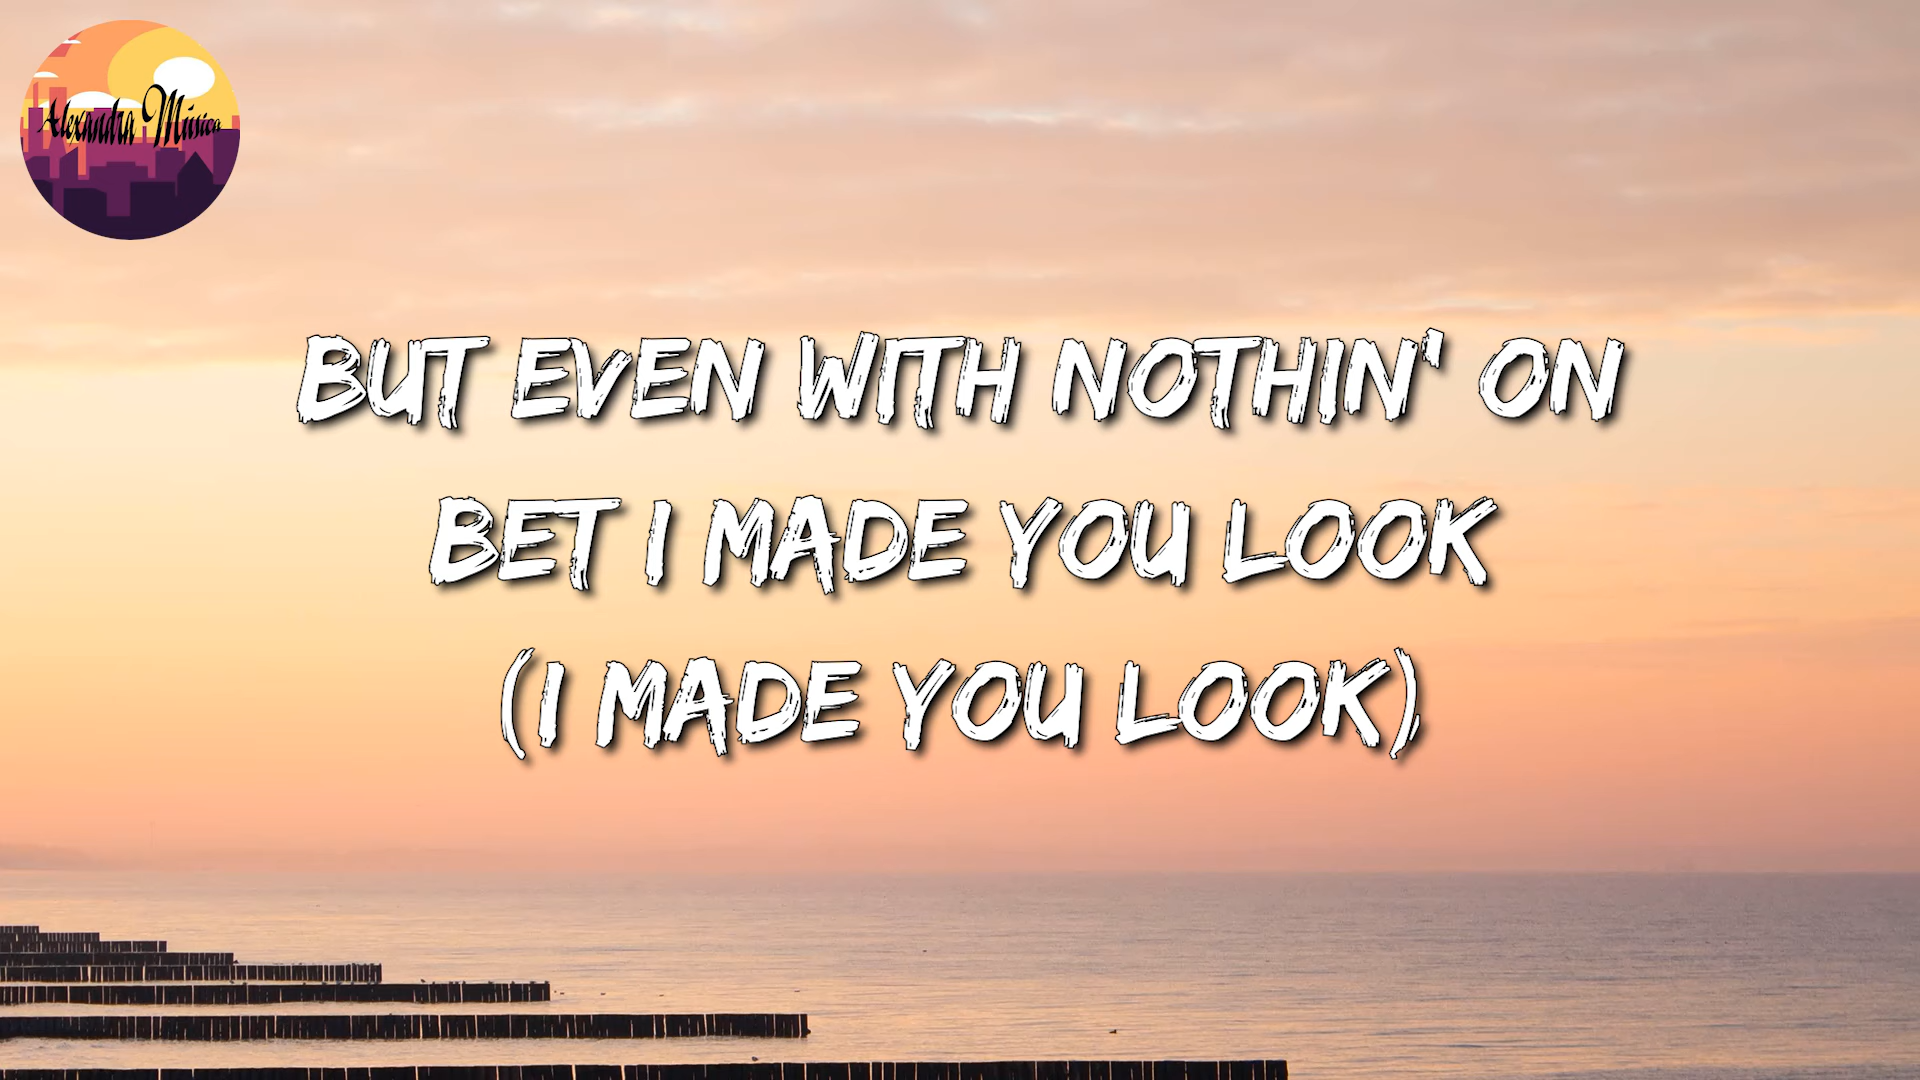 Alexandra Música
BUT EVEN WITH NOTHIN' ON
BET I MADE YOU LOOK
(I MADE YOU LOOK)